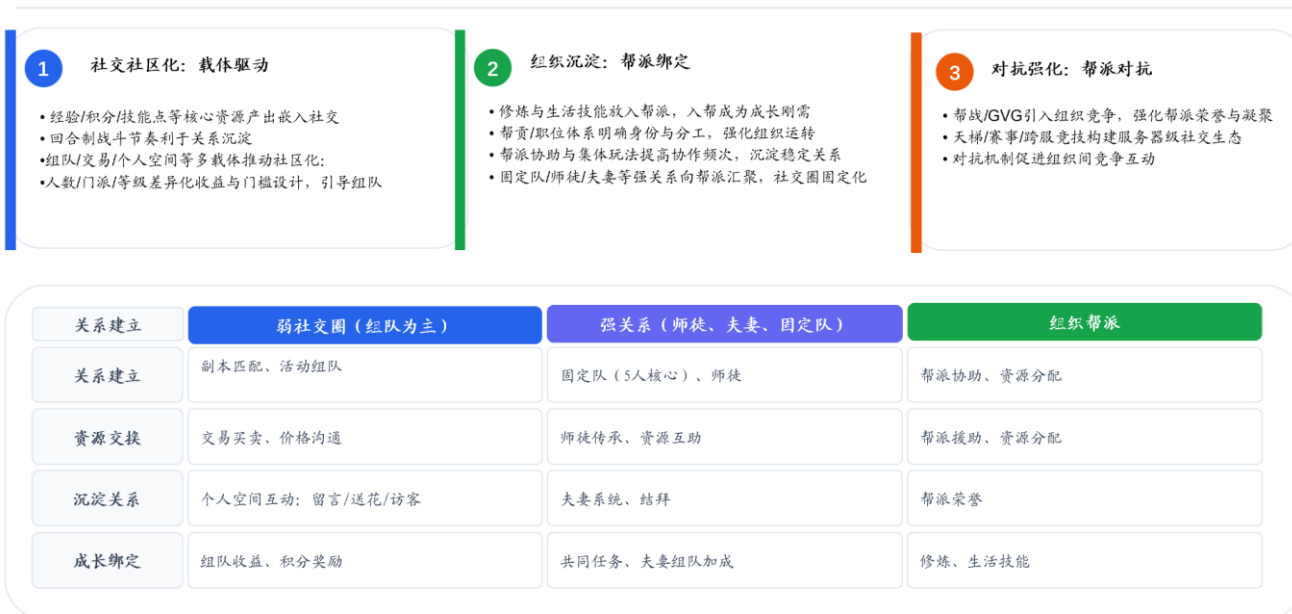 1 社交社区化：载体驱动
• 经验/积分/技能点等核心资源产出嵌入社交
• 回合制战斗节奏利于关系沉淀
•组队/交易/个人空间等多载体推动社区化；
•人数/门派/等级差异化收益与门槛设计，引导组队
2 组织沉淀：帮派绑定
• 修炼与生活技能放入帮派，入帮成为成长刚需
• 帮贡/职位体系明确身份与分工，强化组织运转
• 帮派协助与集体玩法提高协作频次，沉淀稳定关系
• 固定队/师徒/夫妻等强关系向帮派汇聚，社交圈固定化
3 对抗强化：帮派对抗
• 帮战/GVG引入组织竞争，强化帮派荣誉与凝聚
• 天梯/赛事/跨服竞技构建服务器级社交生态
• 对抗机制促进组织间竞争互动
关系建立 弱社交圈（组队为主） 强关系（师徒、夫妻、固定队） 组织帮派
关系建立 副本匹配、活动组队 固定队（5人核心）、师徒 帮派协助、资源分配
资源交换 交易买卖、价格沟通 师徒传承、资源互助 帮派援助、资源分配
沉淀关系 个人空间互动：留言/送花/访客 夫妻系统、结拜 帮派荣誉
成长绑定 组队收益、积分奖励 共同任务、夫妻组队加成 修炼、生活技能